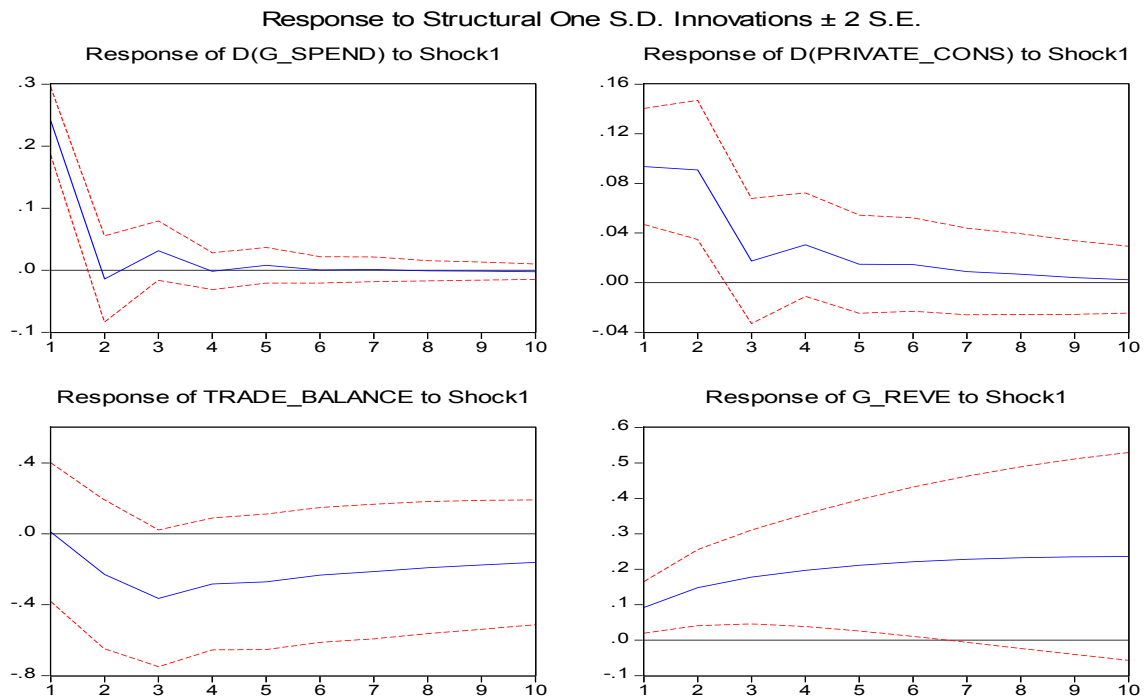 Response to Structural One S.D. Innovations ± 2 S.E.
Response of D(G_SPEND) to Shock1
.3
.2
.1
.0
-.1
1 2 3 4 5 6 7 8 9 10
Response of D(PRIVATE_CONS) to Shock1
.16
.12
.08
.04
.00
-.04
1 2 3 4 5 6 7 8 9 10
Response of TRADE_BALANCE to Shock1
.4
.0
-.4
-.8
1 2 3 4 5 6 7 8 9 10
Response of G_REVE to Shock1
.6
.5
.4
.3
.2
.1
.0
-.1
1 2 3 4 5 6 7 8 9 10